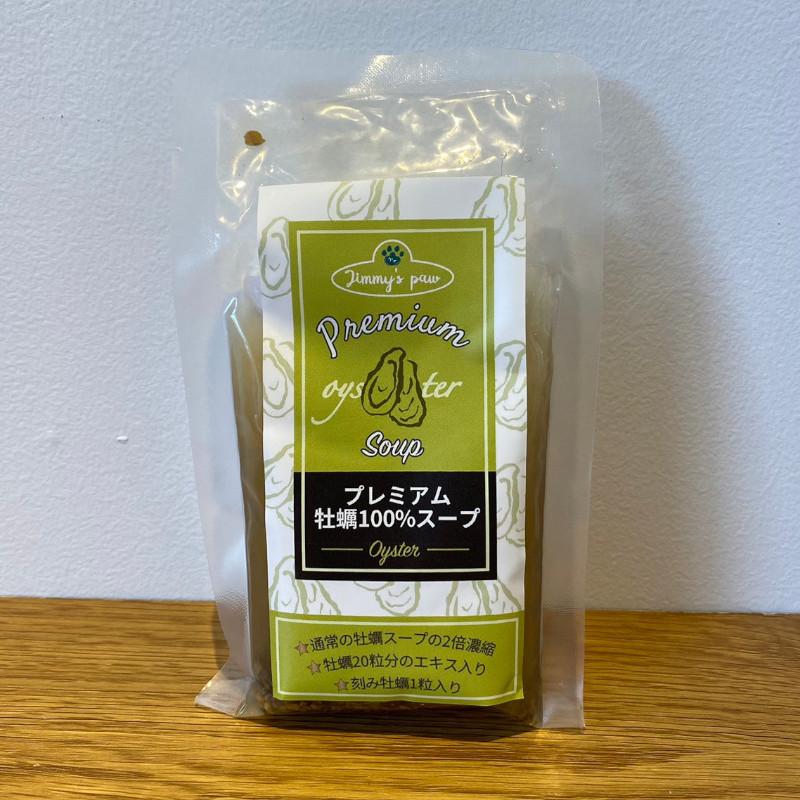 Jimmy's paw
Premium
oyster
Soup
プレミアム
牡蠣100%スープ
Oyster
★通常の牡蠣スープの2倍濃縮
★牡蠣20粒分のエキス入り
★刻み牡蠣1粒入り